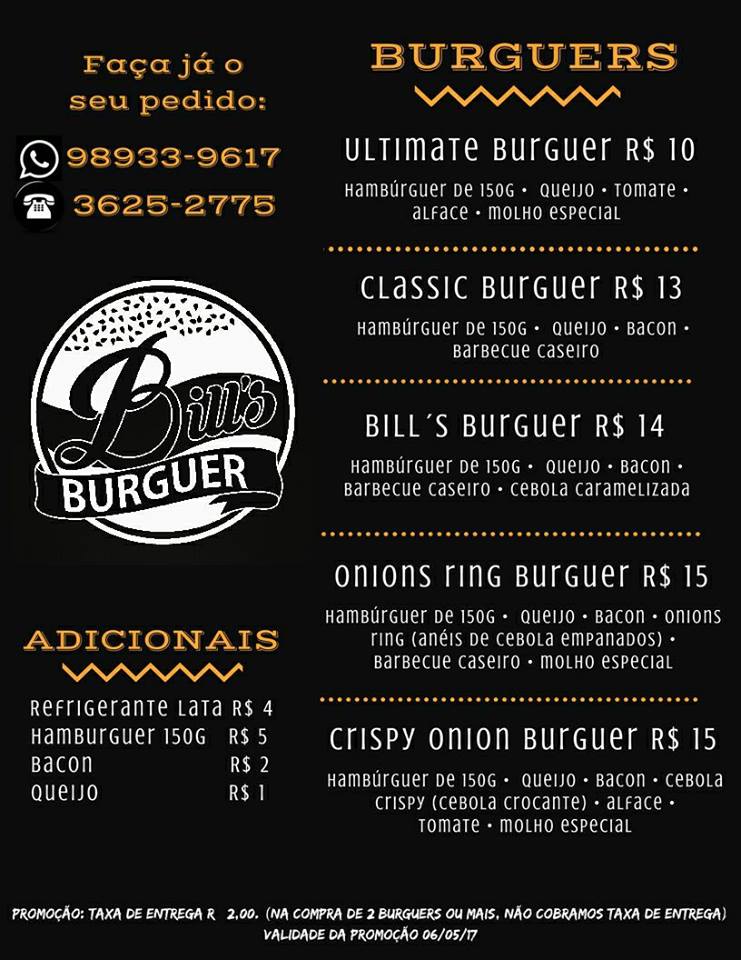 Faça já o
seu pedido:
98933-9617
3625-2775
Bill's
BURGUER
ADICIONAIS
Refrigerante Lata R$ 4
Hamburguer 150g R$ 5
Bacon R$ 2
Queijo R$ 1
BURGUERS
Ultimate Burguer R$ 10
Hambúrguer de 150g • Queijo • Tomate •
Alface • Molho Especial
Classic Burguer R$ 13
Hambúrguer de 150g • Queijo • Bacon •
Barbecue Caseiro
BILL´S Burguer R$ 14
Hambúrguer de 150g • Queijo • Bacon •
Barbecue Caseiro • Cebola Caramelizada
Onions Ring Burguer R$ 15
Hambúrguer de 150g • Queijo • Bacon • Onions
Ring (Anéis de Cebola Empanados) •
Barbecue Caseiro • Molho Especial
Crispy Onion Burguer R$ 15
Hambúrguer de 150g • Queijo • Bacon • Cebola
Crispy (Cebola Crocante) • Alface •
Tomate • Molho Especial
PROMOÇÃO: TAXA DE ENTREGA R 2,00. (NA COMPRA DE 2 BURGUERS OU MAIS, NÃO COBRAMOS TAXA DE ENTREGA)
VALIDADE DA PROMOÇÃO 06/05/17